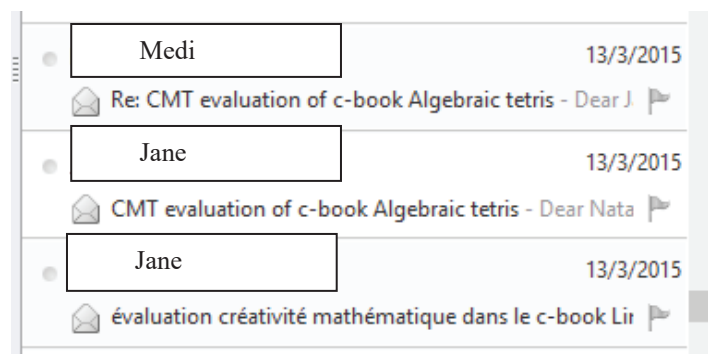 Medi
13/3/2015
Re: CMT evaluation of c-book Algebraic tetris - Dear J
Jane
13/3/2015
CMT evaluation of c-book Algebraic tetris - Dear Nata
Jane
13/3/2015
évaluation créativité mathématique dans le c-book